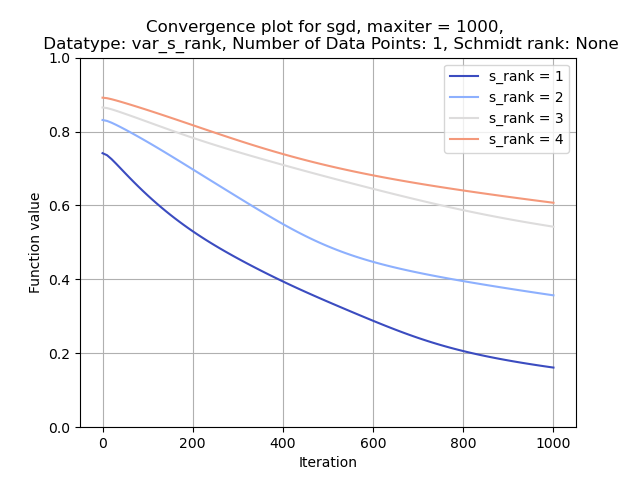 Convergence plot for sgd, maxiter = 1000,
Datatype: var_s_rank, Number of Data Points: 1, Schmidt rank: None
1.0
0.8
0.6
0.4
0.2
0.0
Function value
s_rank = 1
s_rank = 2
s_rank = 3
s_rank = 4
0 200 400 600 800 1000
Iteration